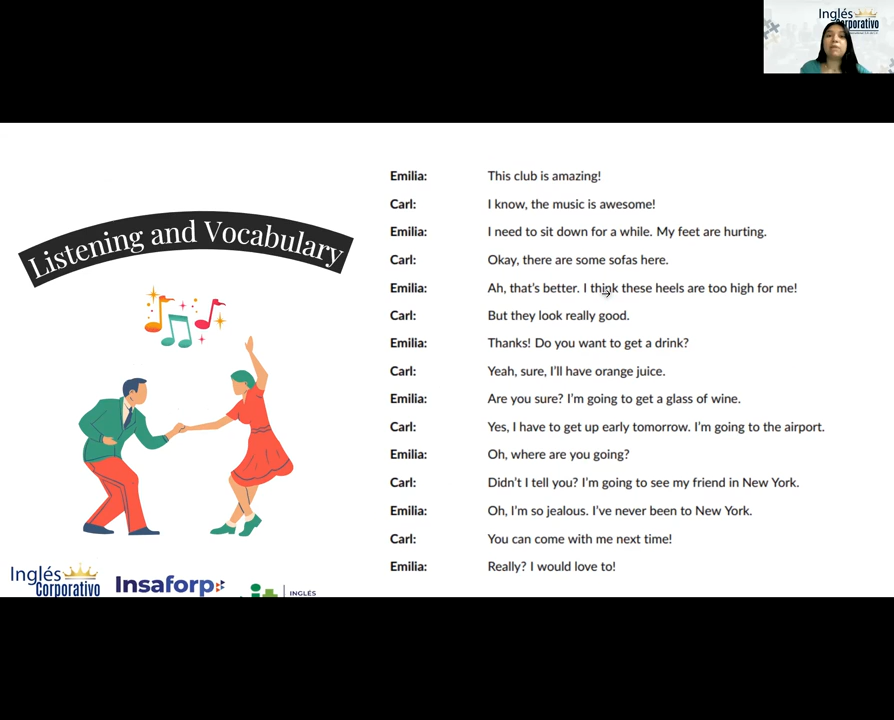 Inglés
Corporativo
Listening and Vocabulary
Emilia: This club is amazing!
Carl: I know, the music is awesome!
Emilia: I need to sit down for a while. My feet are hurting.
Carl: Okay, there are some sofas here.
Emilia: Ah, that's better. I think these heels are too high for me!
Carl: But they look really good.
Emilia: Thanks! Do you want to get a drink?
Carl: Yeah, sure, I'll have orange juice.
Emilia: Are you sure? I'm going to get a glass of wine.
Carl: Yes, I have to get up early tomorrow. I'm going to the airport.
Emilia: Oh, where are you going?
Carl: Didn't I tell you? I'm going to see my friend in New York.
Emilia: Oh, I'm so jealous. I've never been to New York.
Carl: You can come with me next time!
Emilia: Really? I would love to!
Inglés
Corporativo
Insaforp
INGLÉS